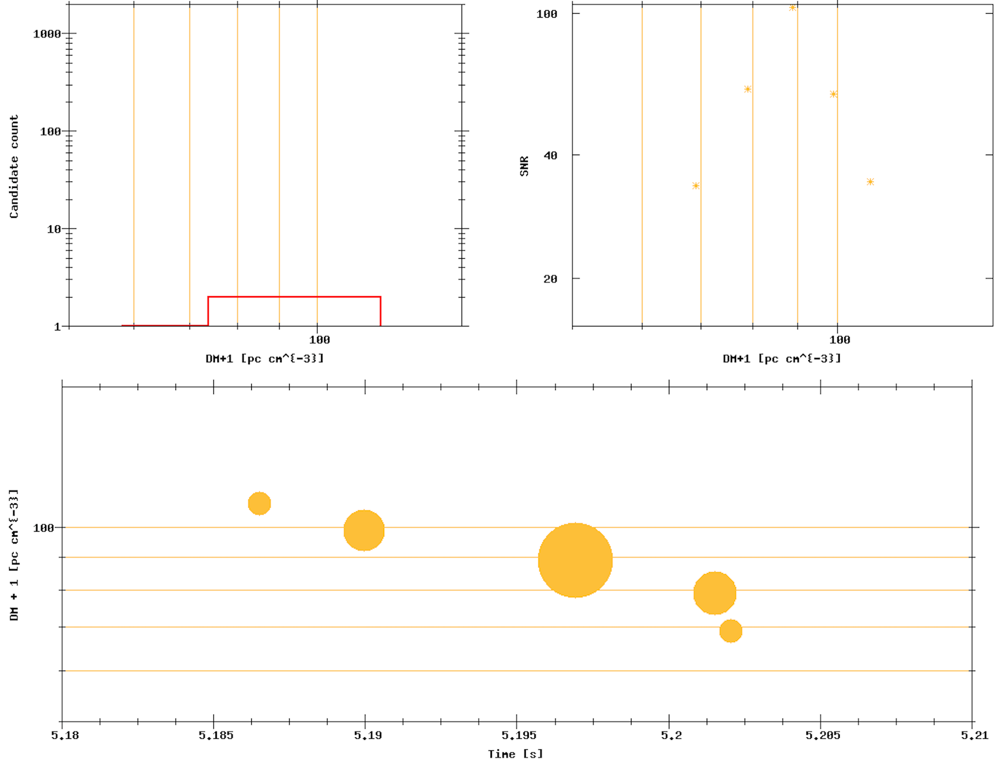 1000
100
10
1
Candidate count
100
DM+1 [pc cm^{-3}]
100
40
20
SNR
100
DM+1 [pc cm^{-3}]
DM + 1 [pc cm^{-3}]
100
5.18 5.185 5.19 5.195 5.2 5.205 5.21
Time [s]